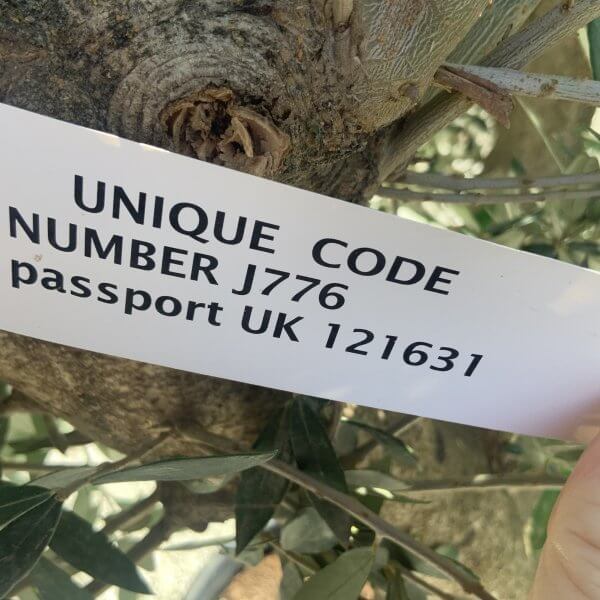 UNIQUE CODE
NUMBER J776
passport UK 121631